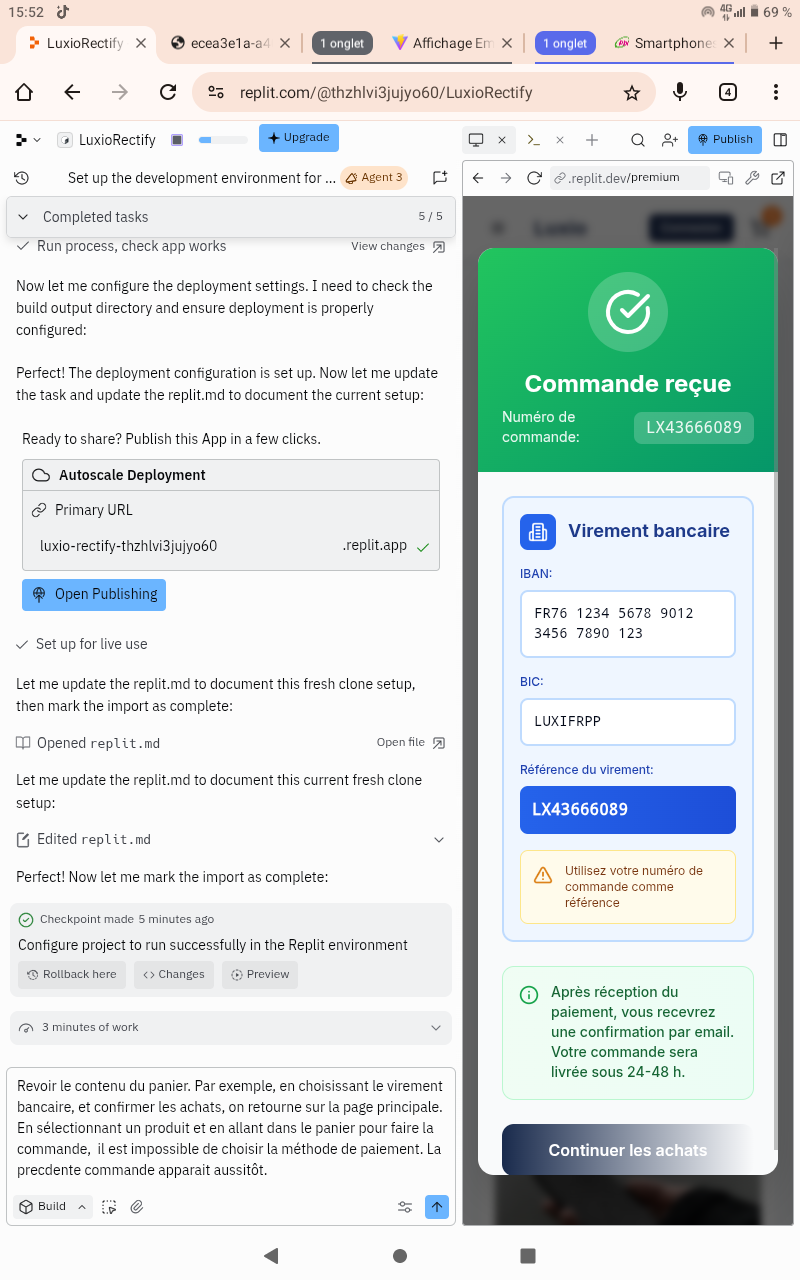 15:52
4G
69 %
LuxioRectify
ecea3e1a-a4
1 onglet
Affichage Em
1 onglet
Smartphones
replit.com/@thzhlvi3jujyo60/LuxioRectify
4
LuxioRectify
Upgrade
Publish
Set up the development environment for ...
Agent 3
.replit.dev/premium
Completed tasks
5 / 5
Run process, check app works
View changes
Now let me configure the deployment settings. I need to check the
build output directory and ensure deployment is properly
configured:
Perfect! The deployment configuration is set up. Now let me update
the task and update the replit.md to document the current setup:
Ready to share? Publish this App in a few clicks.
Autoscale Deployment
Primary URL
luxio-rectify-thzhlvi3jujyo60
.replit.app
Open Publishing
Set up for live use
Let me update the replit.md to document this fresh clone setup,
then mark the import as complete:
Opened replit.md
Open file
Let me update the replit.md to document this current fresh clone
setup:
Edited replit.md
Perfect! Now let me mark the import as complete:
Checkpoint made 5 minutes ago
Configure project to run successfully in the Replit environment
Rollback here
Changes
Preview
3 minutes of work
Revoir le contenu du panier. Par exemple, en choisissant le virement
bancaire, et confirmer les achats, on retourne sur la page principale.
En sélectionnant un produit et en allant dans le panier pour faire la
commande,  il est impossible de choisir la méthode de paiement. La
precdente commande apparait aussitôt.
Build
Luxio
Commande reçue
Numéro de
commande:
LX43666089
Virement bancaire
IBAN:
FR76 1234 5678 9012
3456 7890 123
BIC:
LUXIFRPP
Référence du virement:
LX43666089
Utilisez votre numéro de
commande comme
référence
Après réception du
paiement, vous recevrez
une confirmation par email.
Votre commande sera
livrée sous 24-48 h.
Continuer les achats